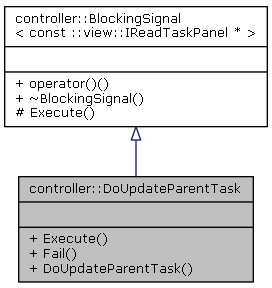 controller::BlockingSignal
< const ::view::IReadTaskPanel * >
+ operator()()
+ ~BlockingSignal()
# Execute()
controller::DoUpdateParentTask
+ Execute()
+ Fail()
+ DoUpdateParentTask()